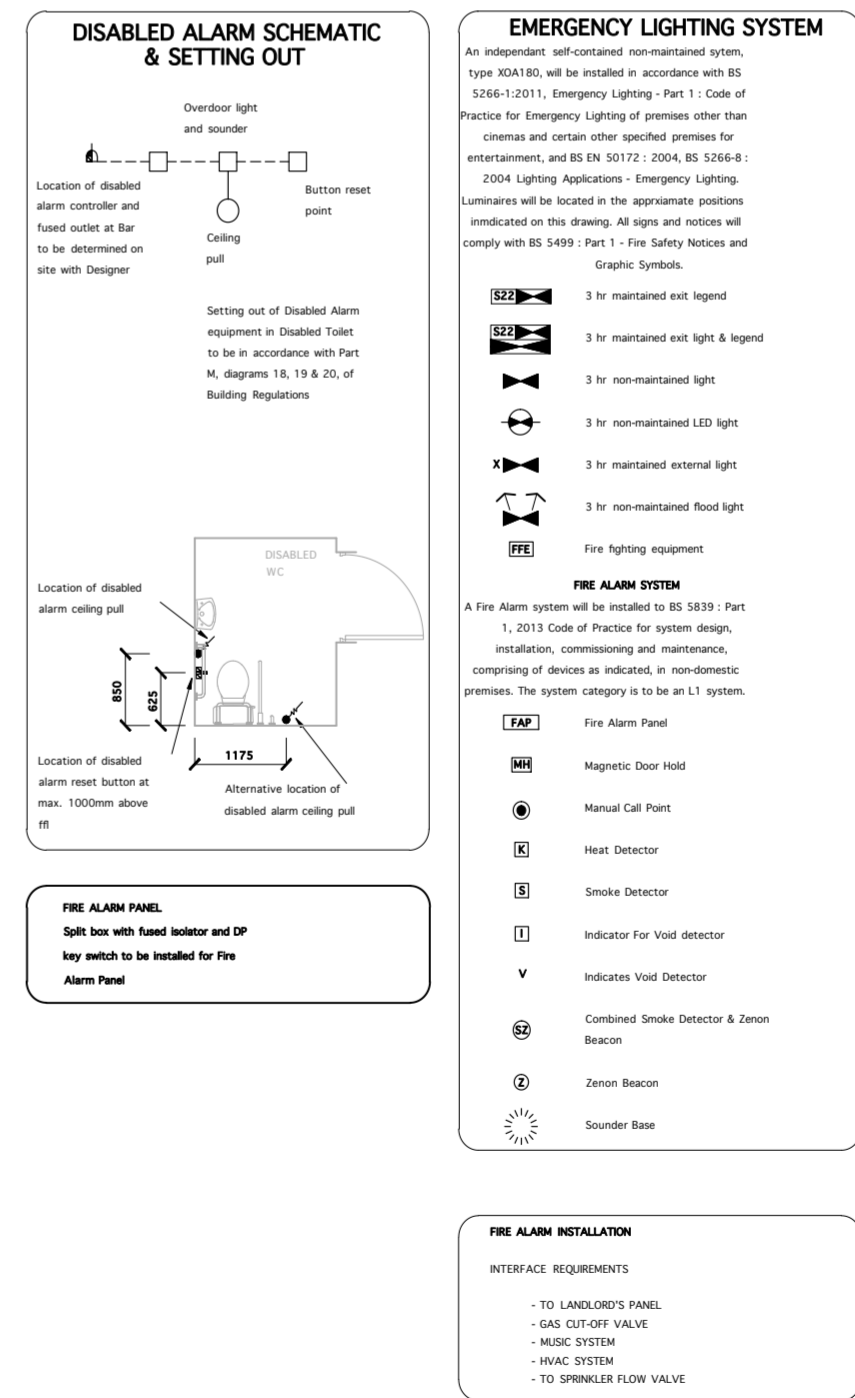 DISABLED ALARM SCHEMATIC
& SETTING OUT
Overdoor light
and sounder
Location of disabled
alarm controller and
fused outlet at Bar
to be determined on
site with Designer
Button reset
point
Ceiling
pull
Setting out of Disabled Alarm
equipment in Disabled Toilet
to be in accordance with Part
M, diagrams 18, 19 & 20, of
Building Regulations
DISABLED
WC
Location of disabled
alarm ceiling pull
850
625
1175
Location of disabled
alarm reset button at
max. 1000mm above
ffl
Alternative location of
disabled alarm ceiling pull
FIRE ALARM PANEL
Split box with fused isolator and DP
key switch to be installed for Fire
Alarm Panel
EMERGENCY LIGHTING SYSTEM
An independant self-contained non-maintained sytem,
type XOA180, will be installed in accordance with BS
5266-1:2011, Emergency Lighting - Part 1 : Code of
Practice for Emergency Lighting of premises other than
cinemas and certain other specified premises for
entertainment, and BS EN 50172 : 2004, BS 5266-8 :
2004 Lighting Applications - Emergency Lighting.
Luminaires will be located in the apprxiamate positions
inmdicated on this drawing. All signs and notices will
comply with BS 5499 : Part 1 - Fire Safety Notices and
Graphic Symbols.
S22 3 hr maintained exit legend
S22 3 hr maintained exit light & legend
3 hr non-maintained light
3 hr non-maintained LED light
X 3 hr maintained external light
3 hr non-maintained flood light
FFE Fire fighting equipment
FIRE ALARM SYSTEM
A Fire Alarm system will be installed to BS 5839 : Part
1, 2013 Code of Practice for system design,
installation, commissioning and maintenance,
comprising of devices as indicated, in non-domestic
premises. The system category is to be an L1 system.
FAP Fire Alarm Panel
MH Magnetic Door Hold
Manual Call Point
K Heat Detector
S Smoke Detector
I Indicator For Void detector
V Indicates Void Detector
SZ Combined Smoke Detector & Zenon
Beacon
Z Zenon Beacon
Sounder Base
FIRE ALARM INSTALLATION
INTERFACE REQUIREMENTS
- TO LANDLORD'S PANEL
- GAS CUT-OFF VALVE
- MUSIC SYSTEM
- HVAC SYSTEM
- TO SPRINKLER FLOW VALVE